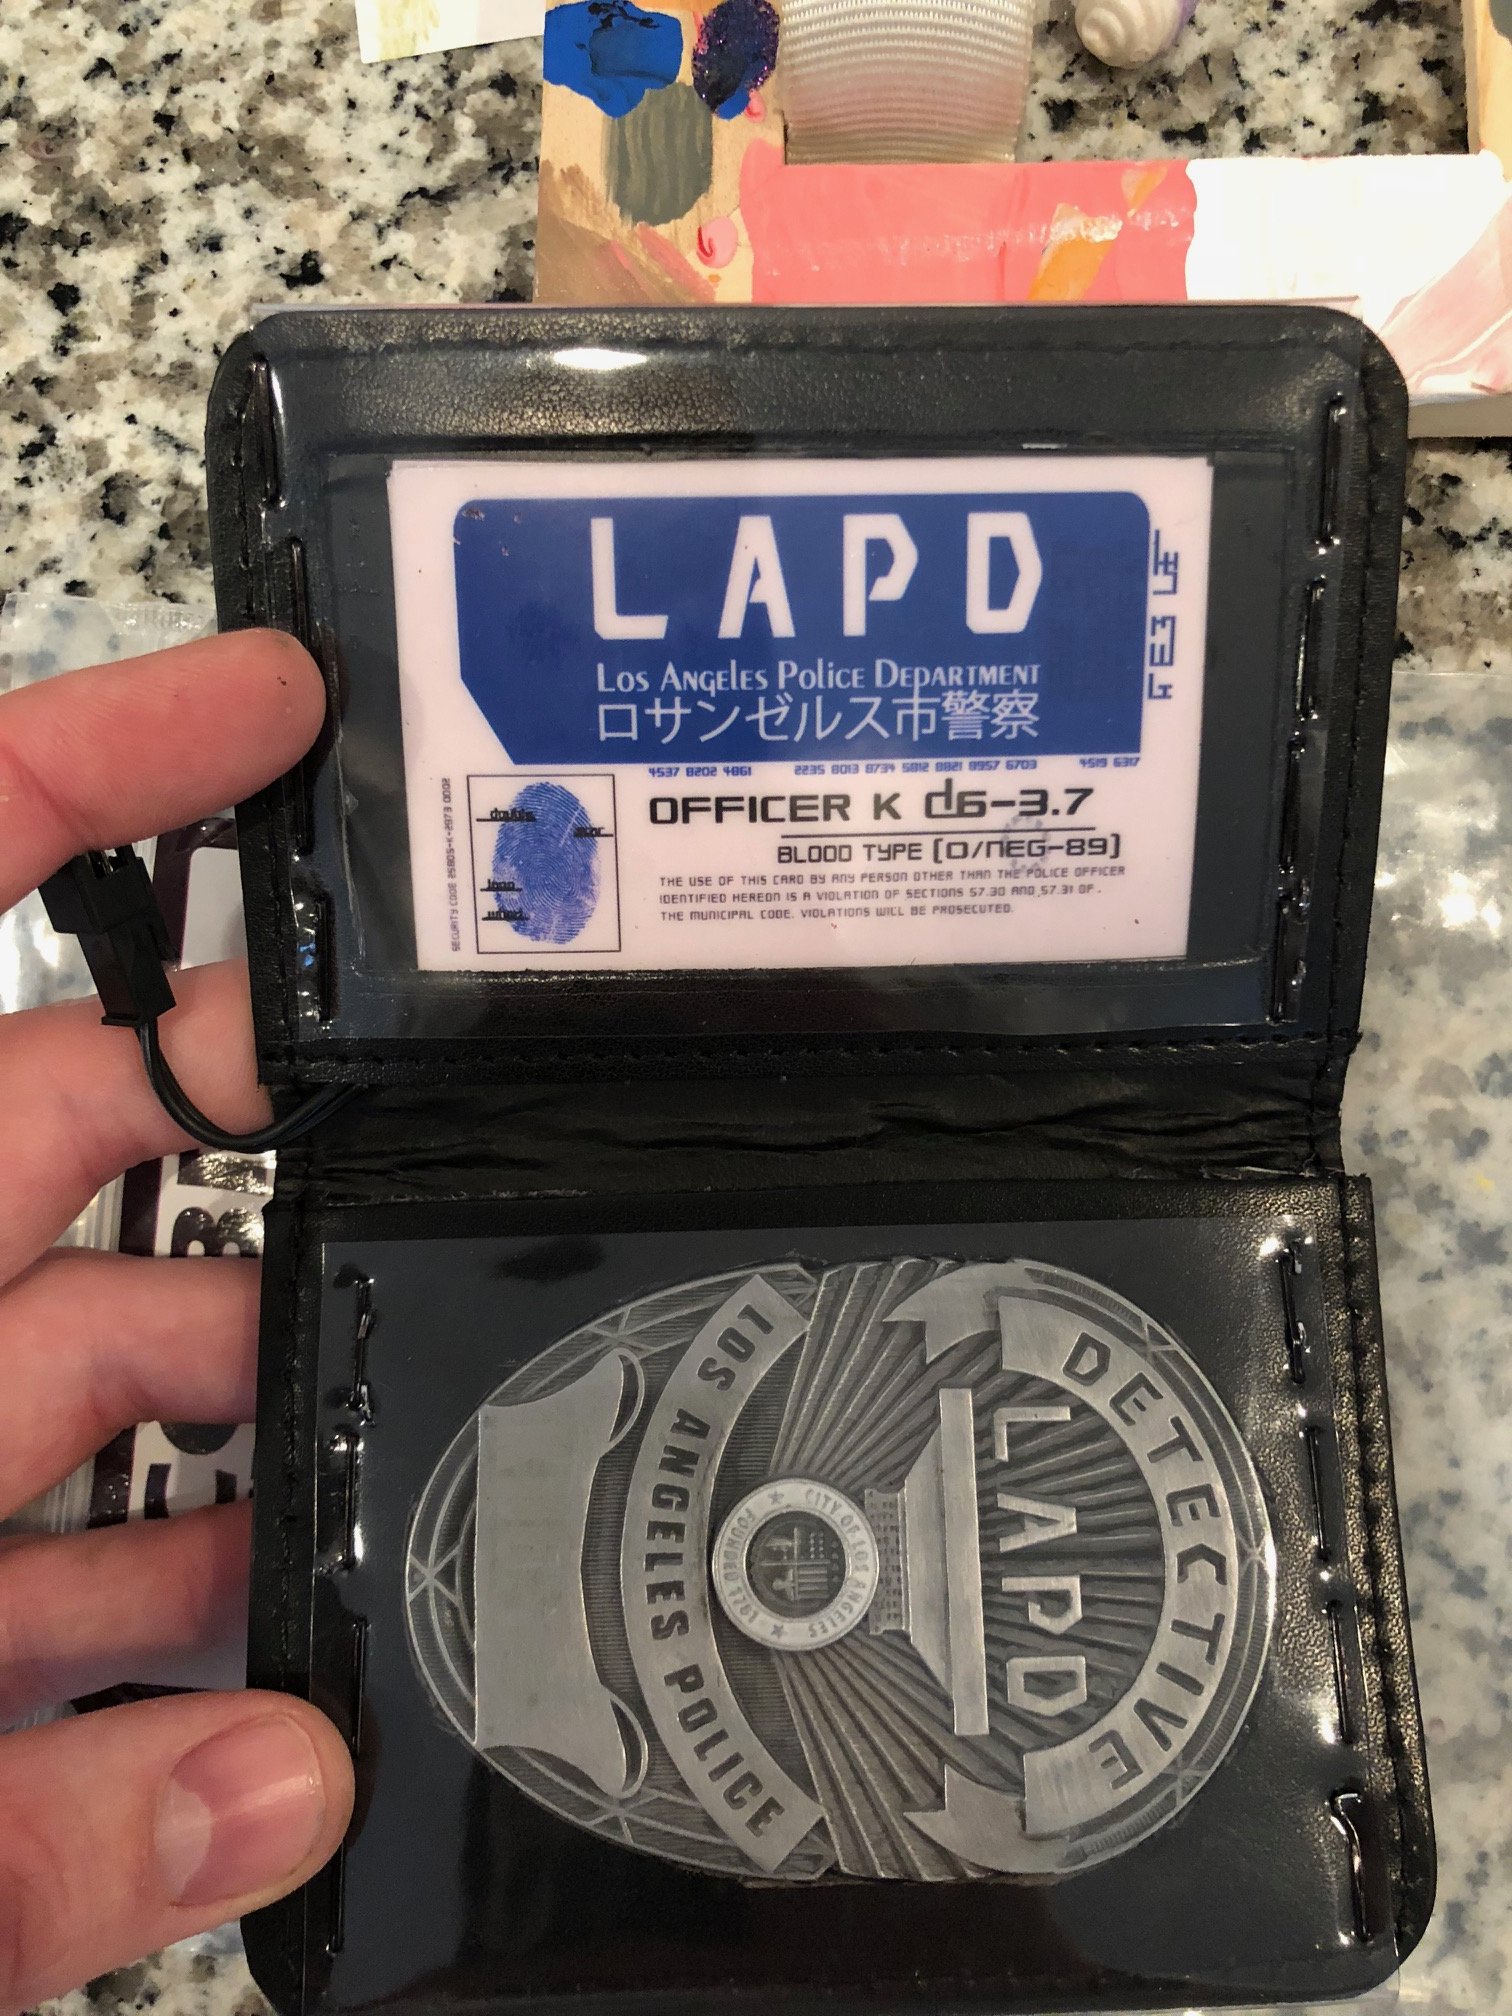 LAPD
LOS ANGELES POLICE DEPARTMENT
ロサンゼルス市警察
4537 8202 4861 2235 8013 8734 5812 8821 8957 6703 4519 6317
OFFICER K d6-3.7
BLOOD TYPE [O/NEG-89]
THE USE OF THIS CARD BY ANY PERSON OTHER THAN THE POLICE OFFICER
IDENTIFIED HEREON IS A VIOLATION OF SECTIONS 57.30 AND 57.31 OF.
THE MUNICIPAL CODE. VIOLATIONS WILL BE PROSECUTED.
DETECTIVE
LAPD
CITY OF LOS ANGELES
FOUNDED
LOS ANGELES POLICE